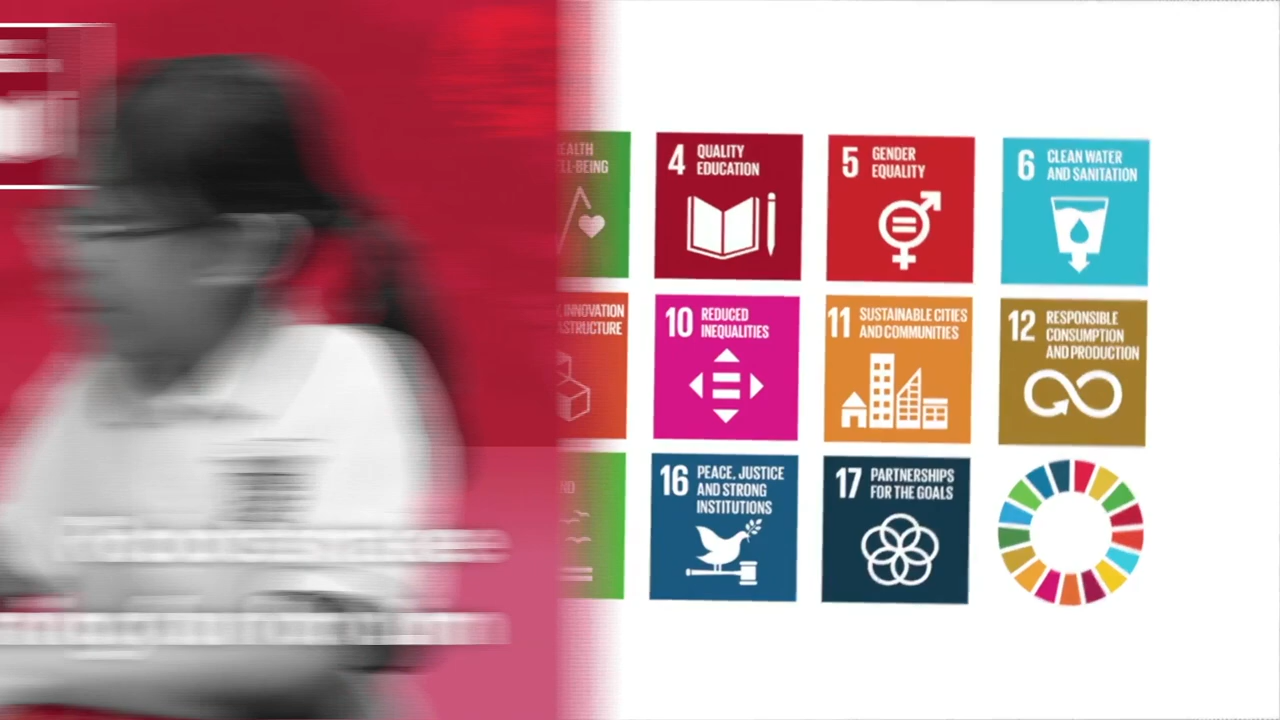 EALTH
ELL-BEING
4 QUALITY
EDUCATION
5 GENDER
EQUALITY
6 CLEAN WATER
AND SANITATION
INNOVATION
ASTRUCTURE
10 REDUCED
INEQUALITIES
11 SUSTAINABLE CITIES
AND COMMUNITIES
12 RESPONSIBLE
CONSUMPTION
AND PRODUCTION
ND
16 PEACE, JUSTICE
AND STRONG
INSTITUTIONS
17 PARTNERSHIPS
FOR THE GOALS